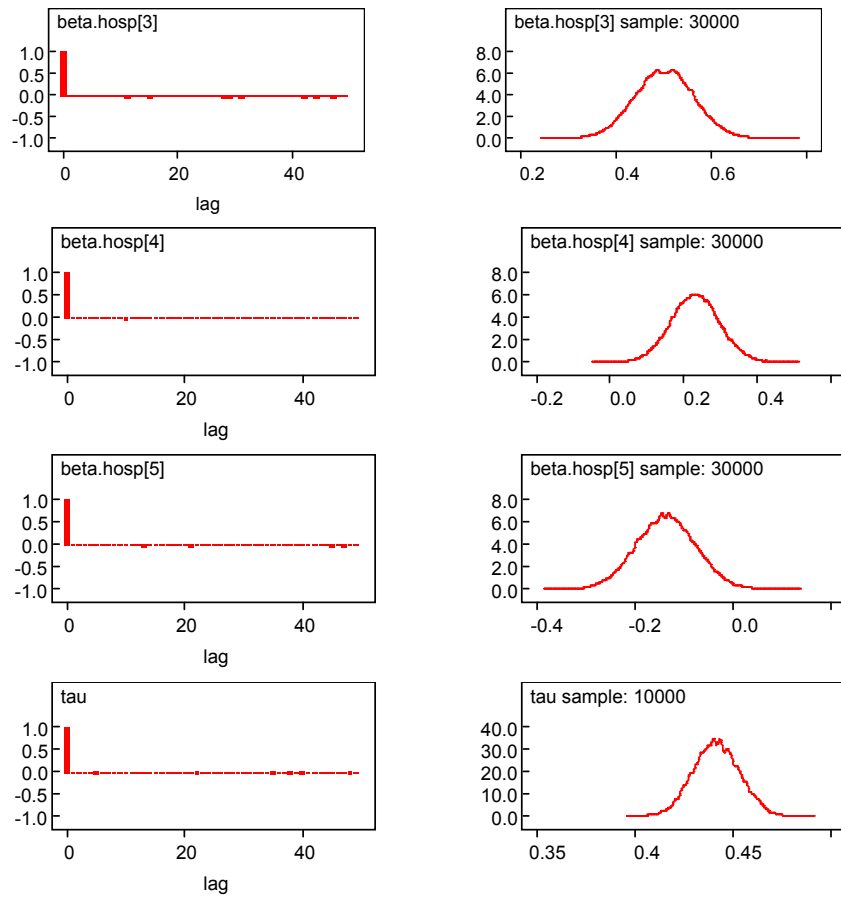 beta.hosp[3]
1.0
0.5
0.0
-0.5
-1.0
0 20 40
lag
beta.hosp[3] sample: 30000
8.0
6.0
4.0
2.0
0.0
0.2 0.4 0.6
beta.hosp[4]
1.0
0.5
0.0
-0.5
-1.0
0 20 40
lag
beta.hosp[4] sample: 30000
8.0
6.0
4.0
2.0
0.0
-0.2 0.0 0.2 0.4
beta.hosp[5]
1.0
0.5
0.0
-0.5
-1.0
0 20 40
lag
beta.hosp[5] sample: 30000
8.0
6.0
4.0
2.0
0.0
-0.4 -0.2 0.0
tau
1.0
0.5
0.0
-0.5
-1.0
0 20 40
lag
tau sample: 10000
40.0
30.0
20.0
10.0
0.0
0.35 0.4 0.45